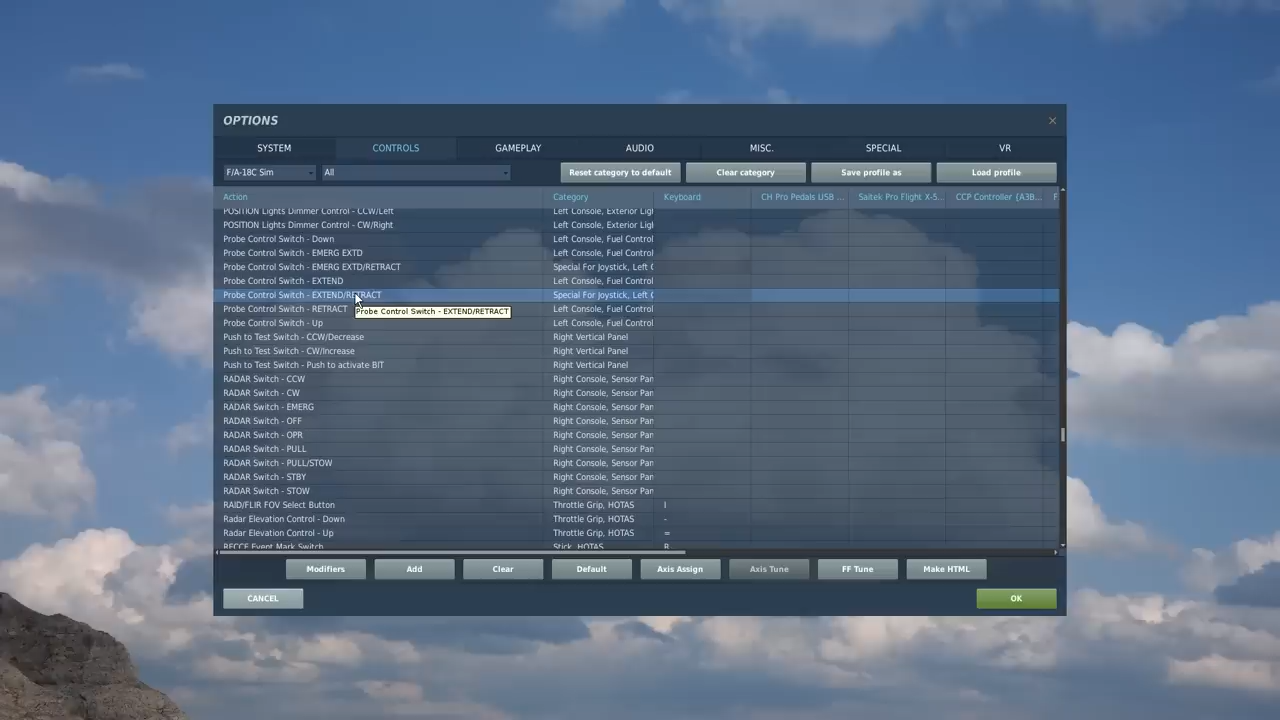 OPTIONS
SYSTEM CONTROLS GAMEPLAY AUDIO MISC. SPECIAL VR
F/A-18C Sim All Reset category to default Clear category Save profile as Load profile
Action Category Keyboard CH Pro Pedals USB ... Saitek Pro Flight X-5... CCP Controller {A3B... F
POSITION Lights Dimmer Control - CCW/Left Left Console, Exterior Ligh
POSITION Lights Dimmer Control - CW/Right Left Console, Exterior Ligh
Probe Control Switch - Down Left Console, Fuel Control
Probe Control Switch - EMERG EXTD Left Console, Fuel Control
Probe Control Switch - EMERG EXTD/RETRACT Special For Joystick, Left C
Probe Control Switch - EXTEND Left Console, Fuel Control
Probe Control Switch - EXTEND/RETRACT Special For Joystick, Left C
Probe Control Switch - RETRACT Left Console, Fuel Control
Probe Control Switch - EXTEND/RETRACT
Probe Control Switch - Up Left Console, Fuel Control
Push to Test Switch - CCW/Decrease Right Vertical Panel
Push to Test Switch - CW/Increase Right Vertical Panel
Push to Test Switch - Push to activate BIT Right Vertical Panel
RADAR Switch - CCW Right Console, Sensor Pan
RADAR Switch - CW Right Console, Sensor Pan
RADAR Switch - EMERG Right Console, Sensor Pan
RADAR Switch - OFF Right Console, Sensor Pan
RADAR Switch - OPR Right Console, Sensor Pan
RADAR Switch - PULL Right Console, Sensor Pan
RADAR Switch - PULL/STOW Right Console, Sensor Pan
RADAR Switch - STBY Right Console, Sensor Pan
RADAR Switch - STOW Right Console, Sensor Pan
RAID/FLIR FOV Select Button Throttle Grip, HOTAS I
Radar Elevation Control - Down Throttle Grip, HOTAS -
Radar Elevation Control - Up Throttle Grip, HOTAS =
RECCE Event Mark Switch Stick, HOTAS R
Modifiers Add Clear Default Axis Assign Axis Tune FF Tune Make HTML
CANCEL OK